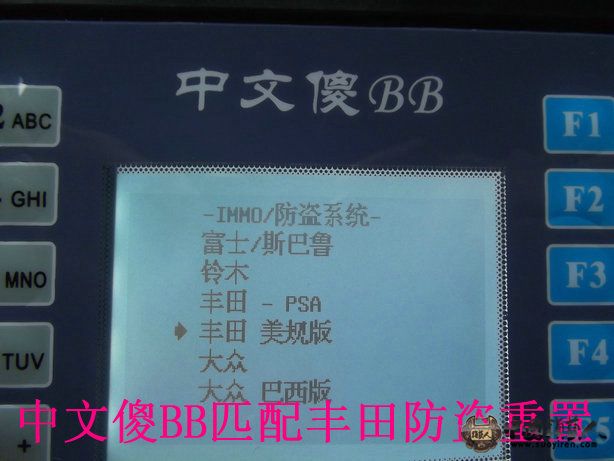 中文傻BB
2 ABC
GHI
MNO
TUV
+
F1
F2
F3
F4
5
-IMMO/防盗系统-
富士/斯巴鲁
铃木
丰田 - PSA
丰田 美规版
大众
大众 巴西版
中文傻BB匹配丰田防盗重置